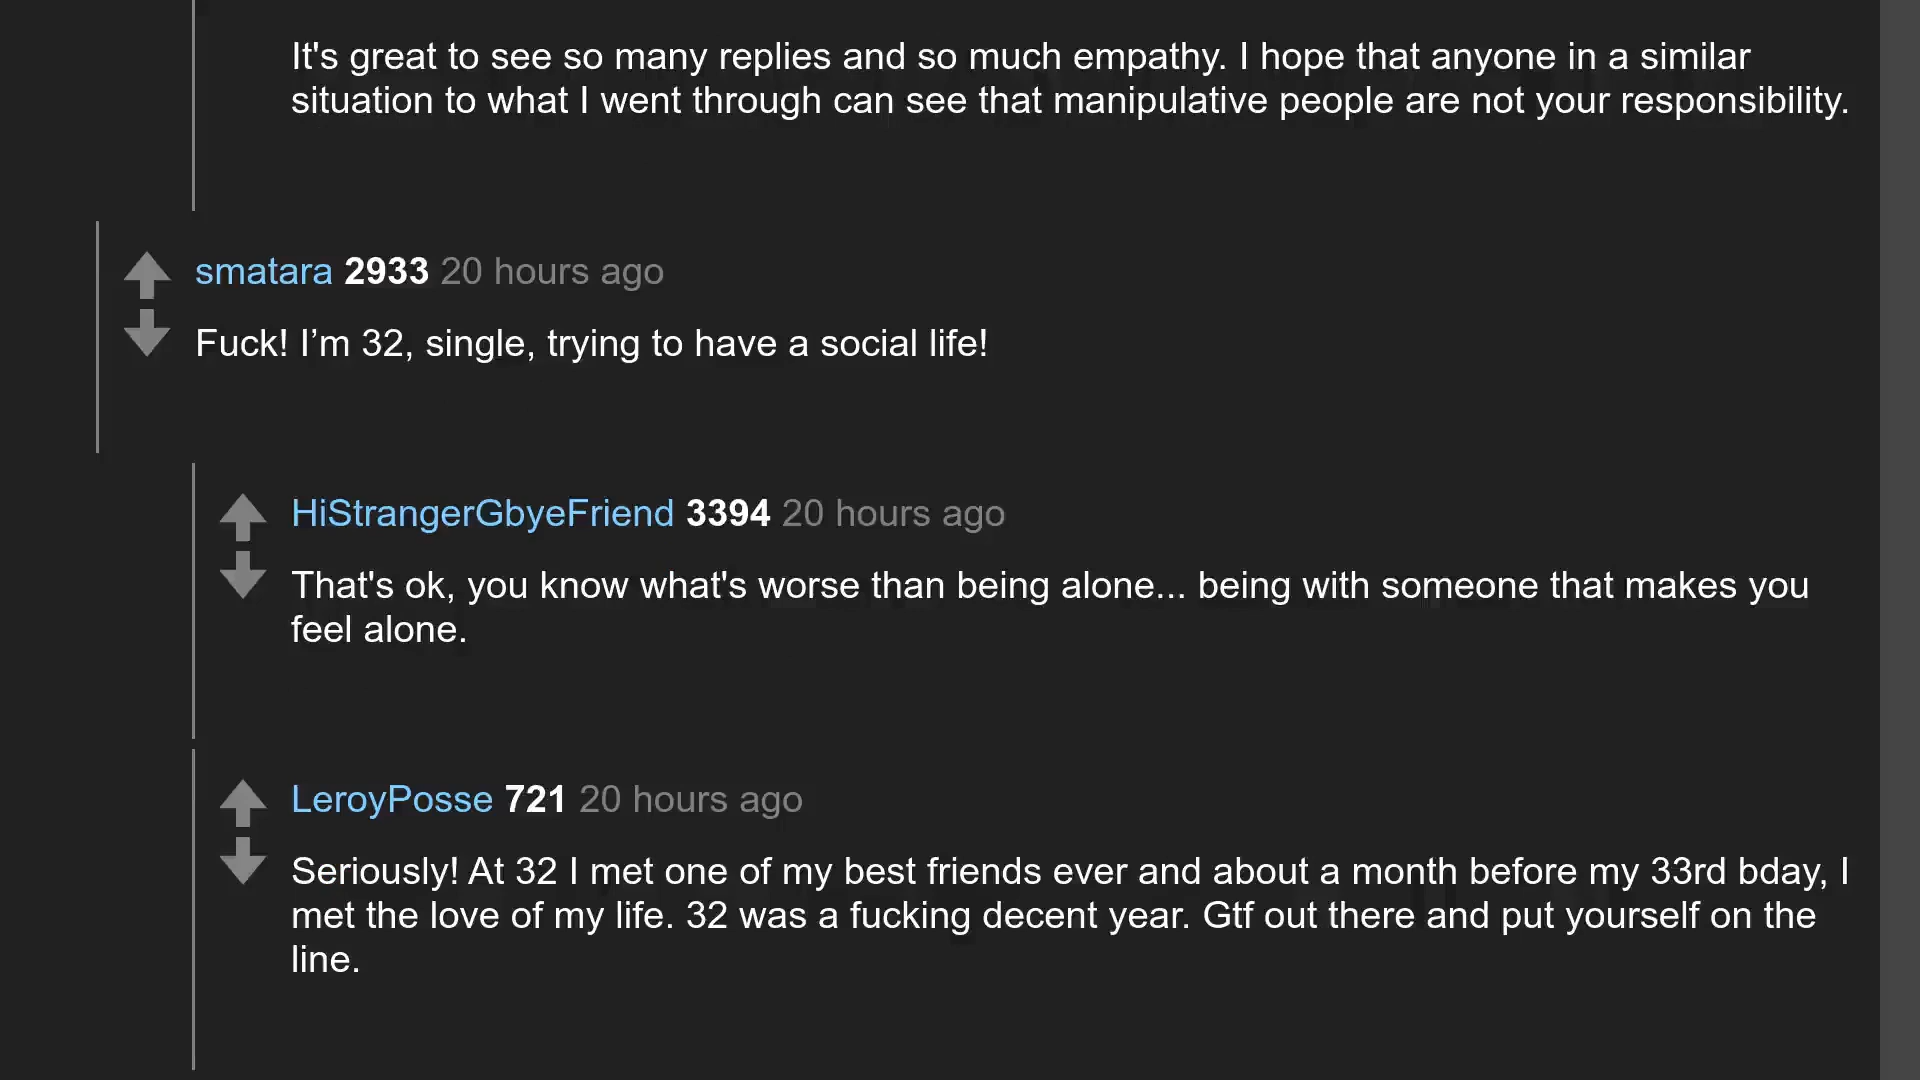 It's great to see so many replies and so much empathy. I hope that anyone in a similar
situation to what I went through can see that manipulative people are not your responsibility.
smatara 2933 20 hours ago
Fuck! I’m 32, single, trying to have a social life!
HiStrangerGbyeFriend 3394 20 hours ago
That's ok, you know what's worse than being alone... being with someone that makes you
feel alone.
LeroyPosse 721 20 hours ago
Seriously! At 32 I met one of my best friends ever and about a month before my 33rd bday, I
met the love of my life. 32 was a fucking decent year. Gtf out there and put yourself on the
line.